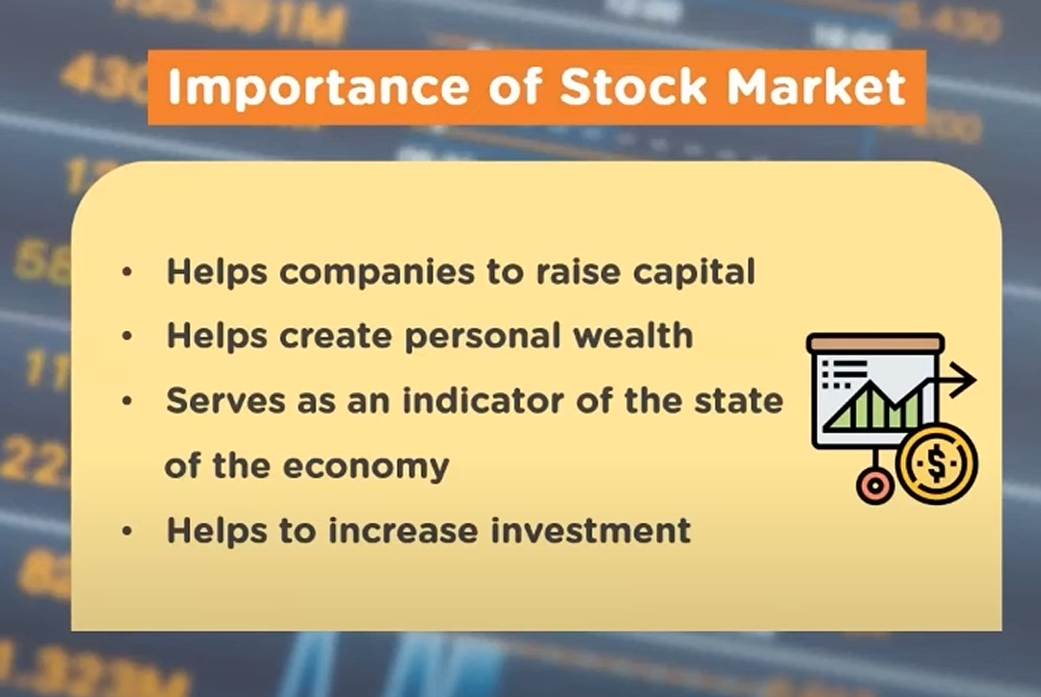 Importance of Stock Market
• Helps companies to raise capital
• Helps create personal wealth
• Serves as an indicator of the state
of the economy
• Helps to increase investment